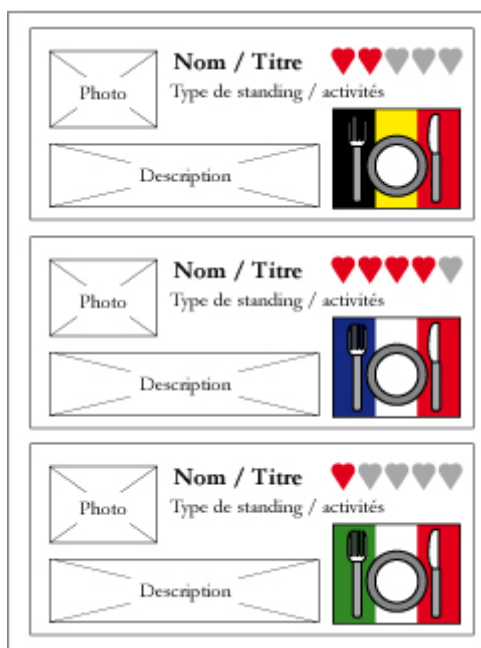 Nom / Titre
Photo
Type de standing / activités
Description
Nom / Titre
Photo
Type de standing / activités
Description
Nom / Titre
Photo
Type de standing / activités
Description